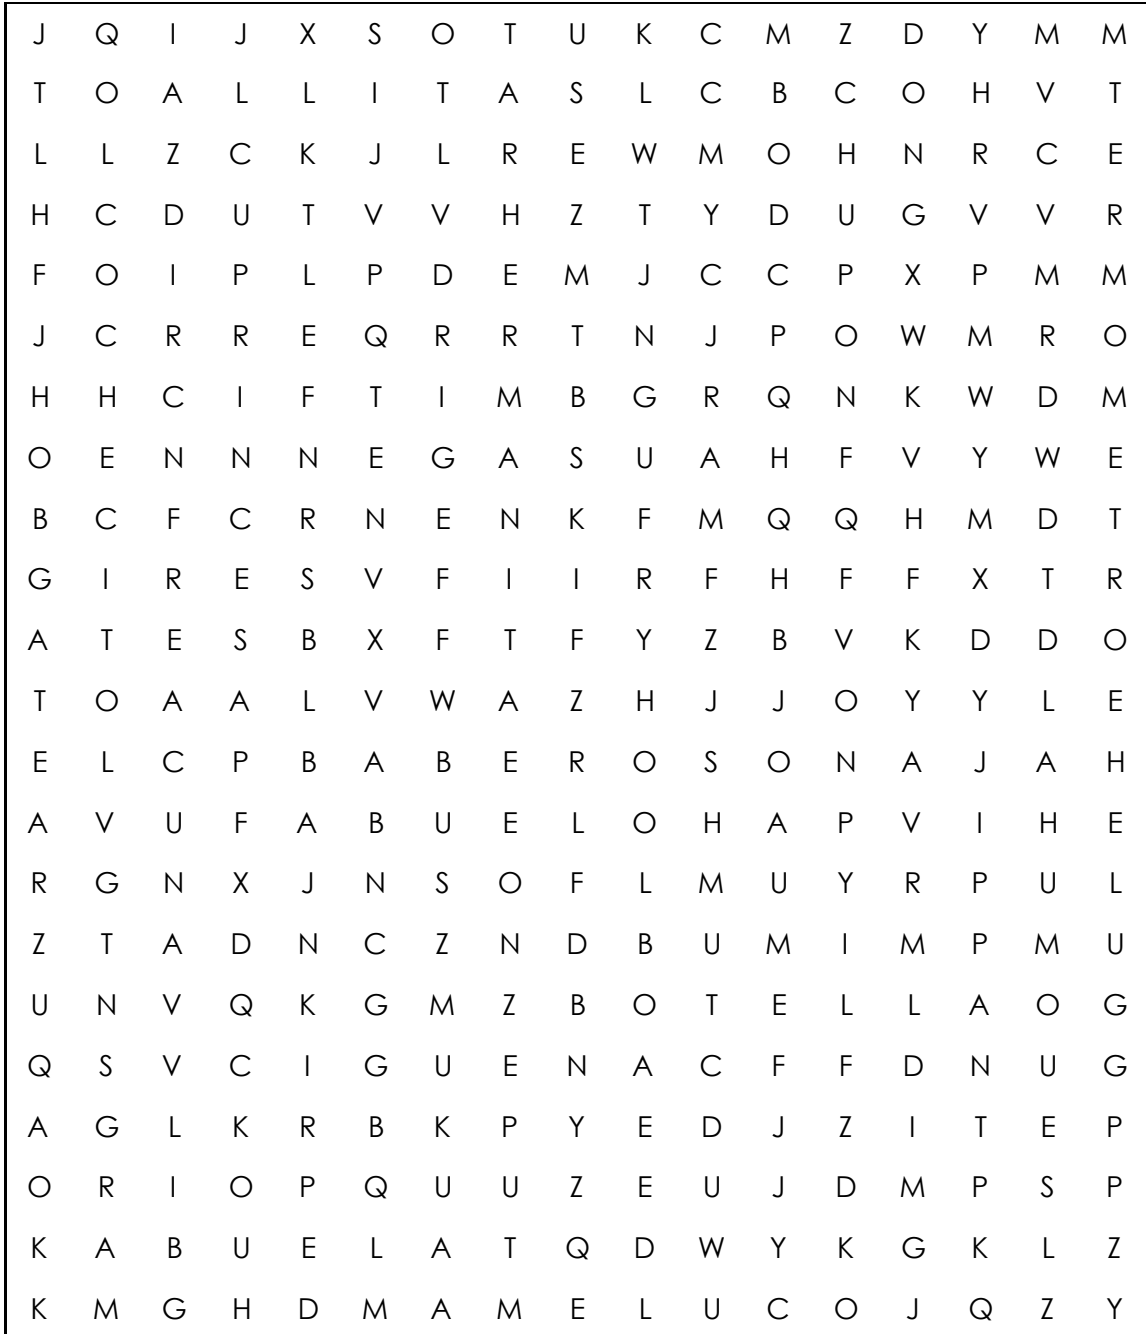 J Q I J X S O T U K C M Z D Y M M
T O A L L I T A S L C B C O H V T
L L Z C K J L R E W M O H N R C E
H C D U T V V H Z T Y D U G V V R
F O I P L P D E M J C C P X P M M
J C R R E Q R R T N J P O W M R O
H H C I F T I M B G R Q N K W D M
O E N N N E G A S U A H F V Y W E
B C F C R N E N K F M Q Q H M D T
G I R E S V F I I R F H F F X T R
A T E S B X F T F Y Z B V K D D O
T O A A L V W A Z H J J O Y Y L E
E L C P B A B E R O S O N A J A H
A V U F A B U E L O H A P V I H E
R G N X J N S O F L M U Y R P U L
Z T A D N C Z N D B U M I M P M U
U N V Q K G M Z B O T E L L A O G
Q S V C I G U E N A C F F D N U G
A G L K R B K P Y E D J Z I T E P
O R I O P Q U U Z E U J D M P S P
K A B U E L A T Q D W Y K G K L Z
K M G H D M A M E L U C O J Q Z Y